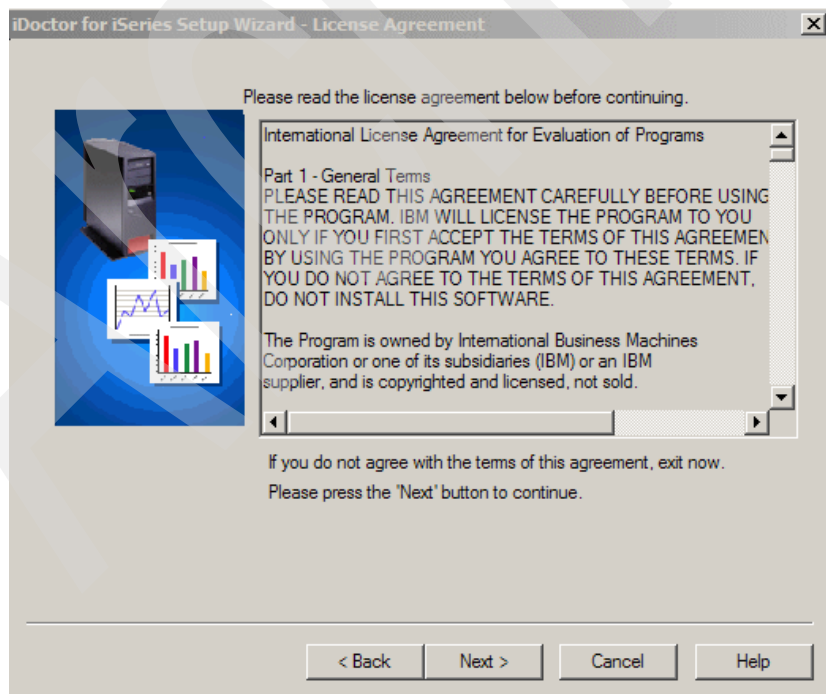 iDoctor for iSeries Setup Wizard - License Agreement
Please read the license agreement below before continuing.
International License Agreement for Evaluation of Programs
Part 1 - General Terms
PLEASE READ THIS AGREEMENT CAREFULLY BEFORE USING
THE PROGRAM. IBM WILL LICENSE THE PROGRAM TO YOU
ONLY IF YOU FIRST ACCEPT THE TERMS OF THIS AGREEMEN
BY USING THE PROGRAM YOU AGREE TO THESE TERMS. IF
YOU DO NOT AGREE TO THE TERMS OF THIS AGREEMENT,
DO NOT INSTALL THIS SOFTWARE.
The Program is owned by International Business Machines
Corporation or one of its subsidiaries (IBM) or an IBM
supplier, and is copyrighted and licensed, not sold.
If you do not agree with the terms of this agreement, exit now.
Please press the 'Next' button to continue.
< Back Next > Cancel Help